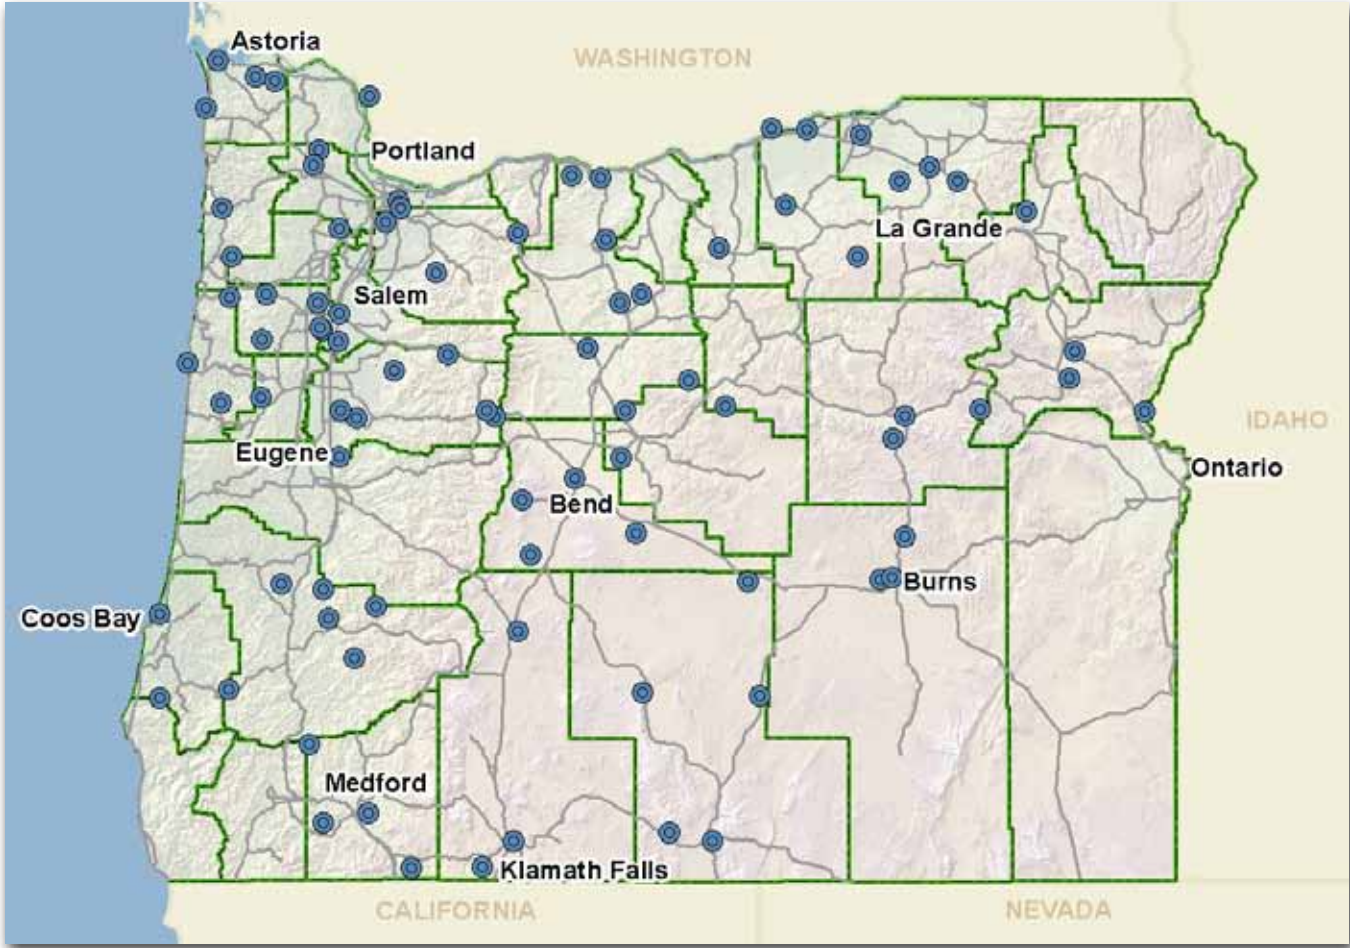 Astoria
WASHINGTON
Portland
La Grande
Salem
IDAHO
Eugene
Ontario
Bend
Burns
Coos Bay
Medford
Klamath Falls
CALIFORNIA
NEVADA